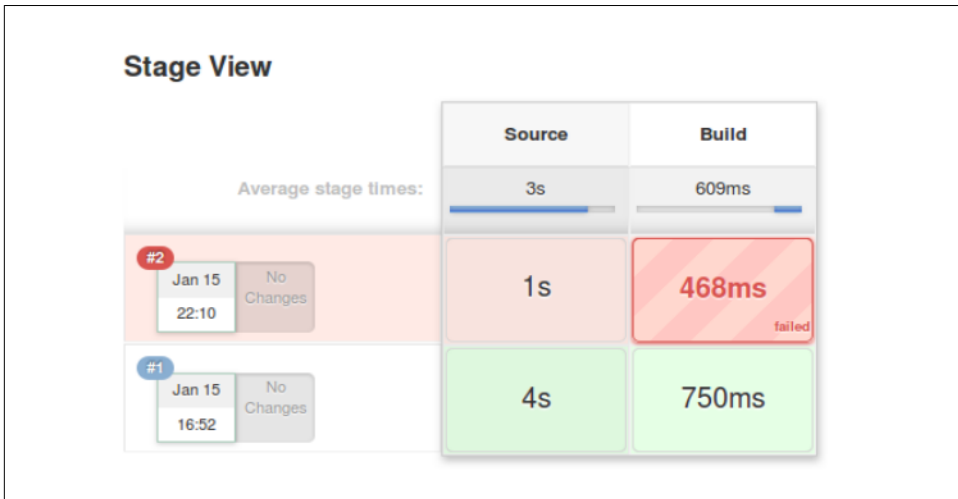 Stage View
Source Build
Average stage times: 3s 609ms
#2
Jan 15 No
Changes
22:10
1s 468ms
failed
#1
Jan 15 No
Changes
16:52
4s 750ms